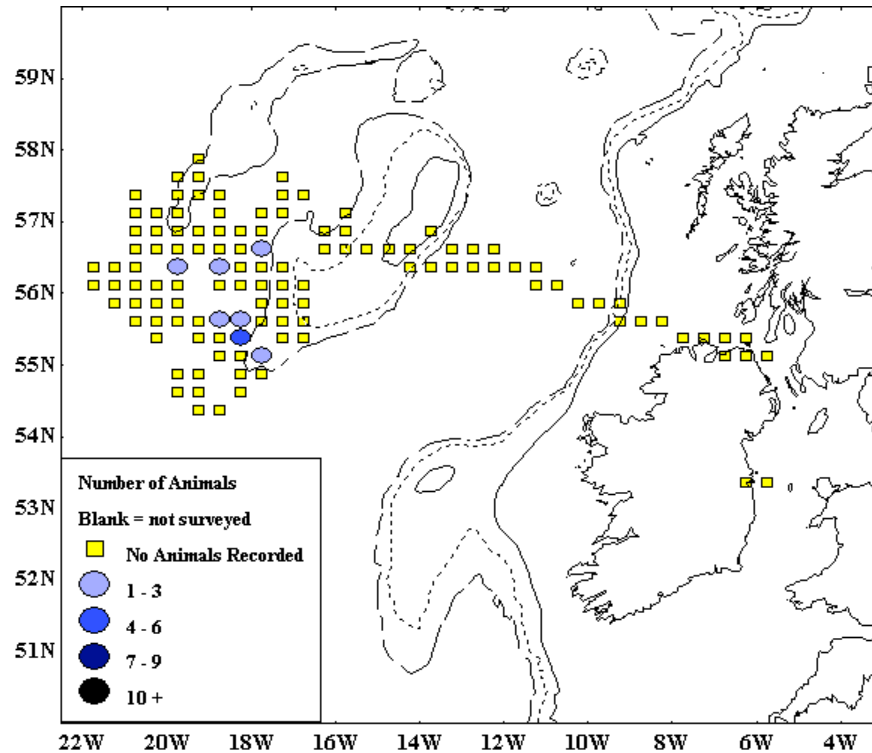 59N
58N
57N
56N
55N
54N
53N
52N
51N
Number of Animals
Blank = not surveyed
No Animals Recorded
1 - 3
4 - 6
7 - 9
10 +
22W 20W 18W 16W 14W 12W 10W 8W 6W 4W